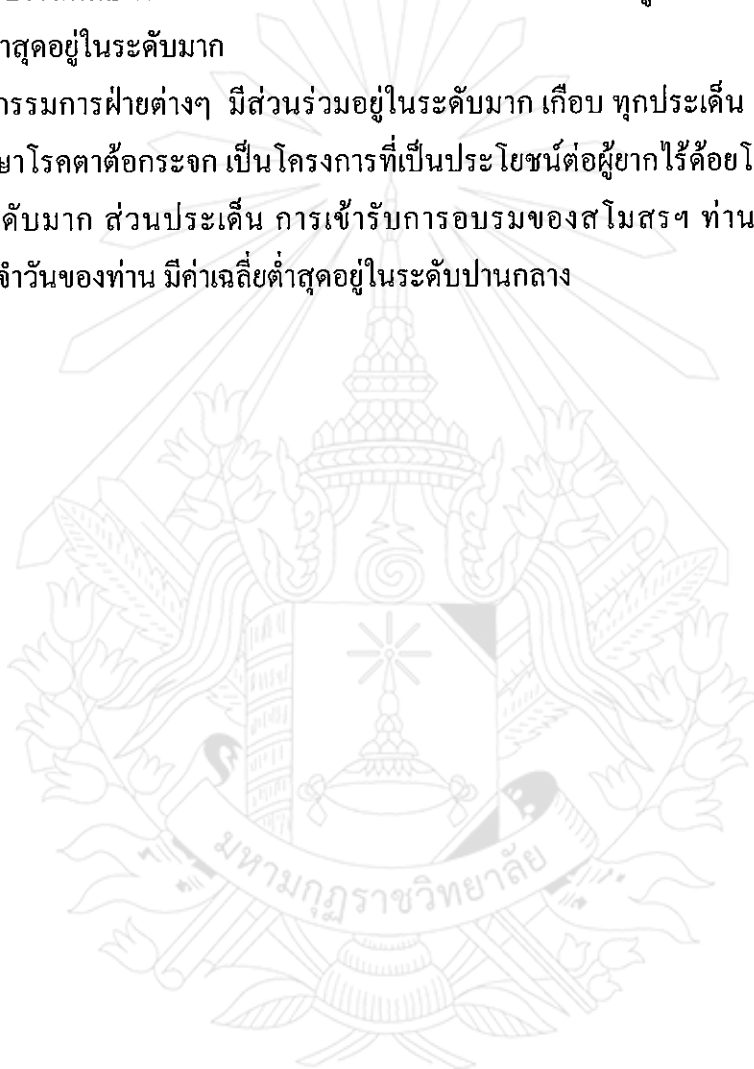 ่าสุดอยู่ในระดับมาก
กรรมการฝ่ายต่างๆ มีส่วนร่วมอยู่ในระดับมาก เกือบ ทุกประเด็น
ษาโรคตาต้อกระจก เป็นโครงการที่เป็นประโยชน์ต่อผู้ยากไร้ด้อยโ
ดับมาก ส่วนประเด็น การเข้ารับการอบรมของสโมสรฯ ท่าน
จำวันของท่าน มีค่าเฉลี่ยต่ำสุดอยู่ในระดับปานกลาง
มหามกุฏราชวิทยาลัย